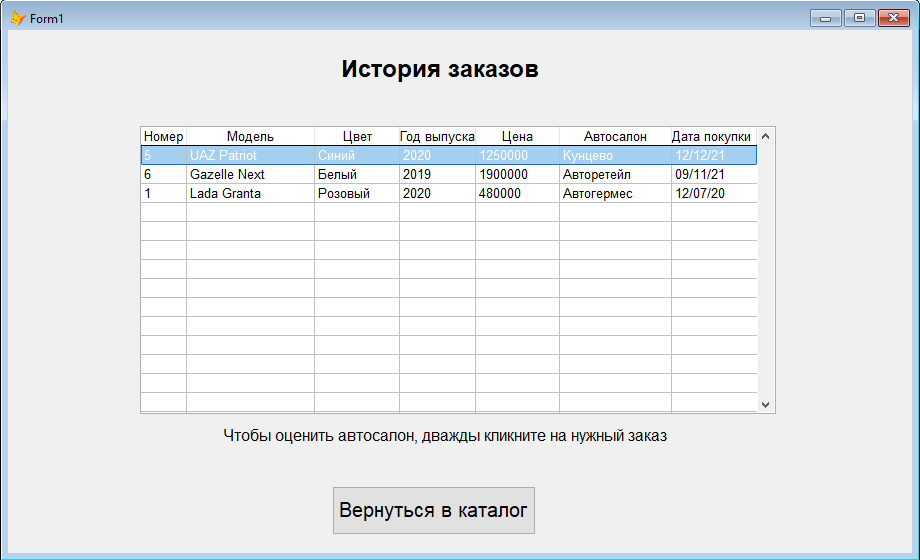 Form1
История заказов
Номер Модель Цвет Год выпуска Цена Автосалон Дата покупки
5 UAZ Patriot Синий 2020 1250000 Кунцево 12/12/21
6 Gazelle Next Белый 2019 1900000 Авторетейл 09/11/21
1 Lada Granta Розовый 2020 480000 Автогермес 12/07/20
Чтобы оценить автосалон, дважды кликните на нужный заказ
Вернуться в каталог